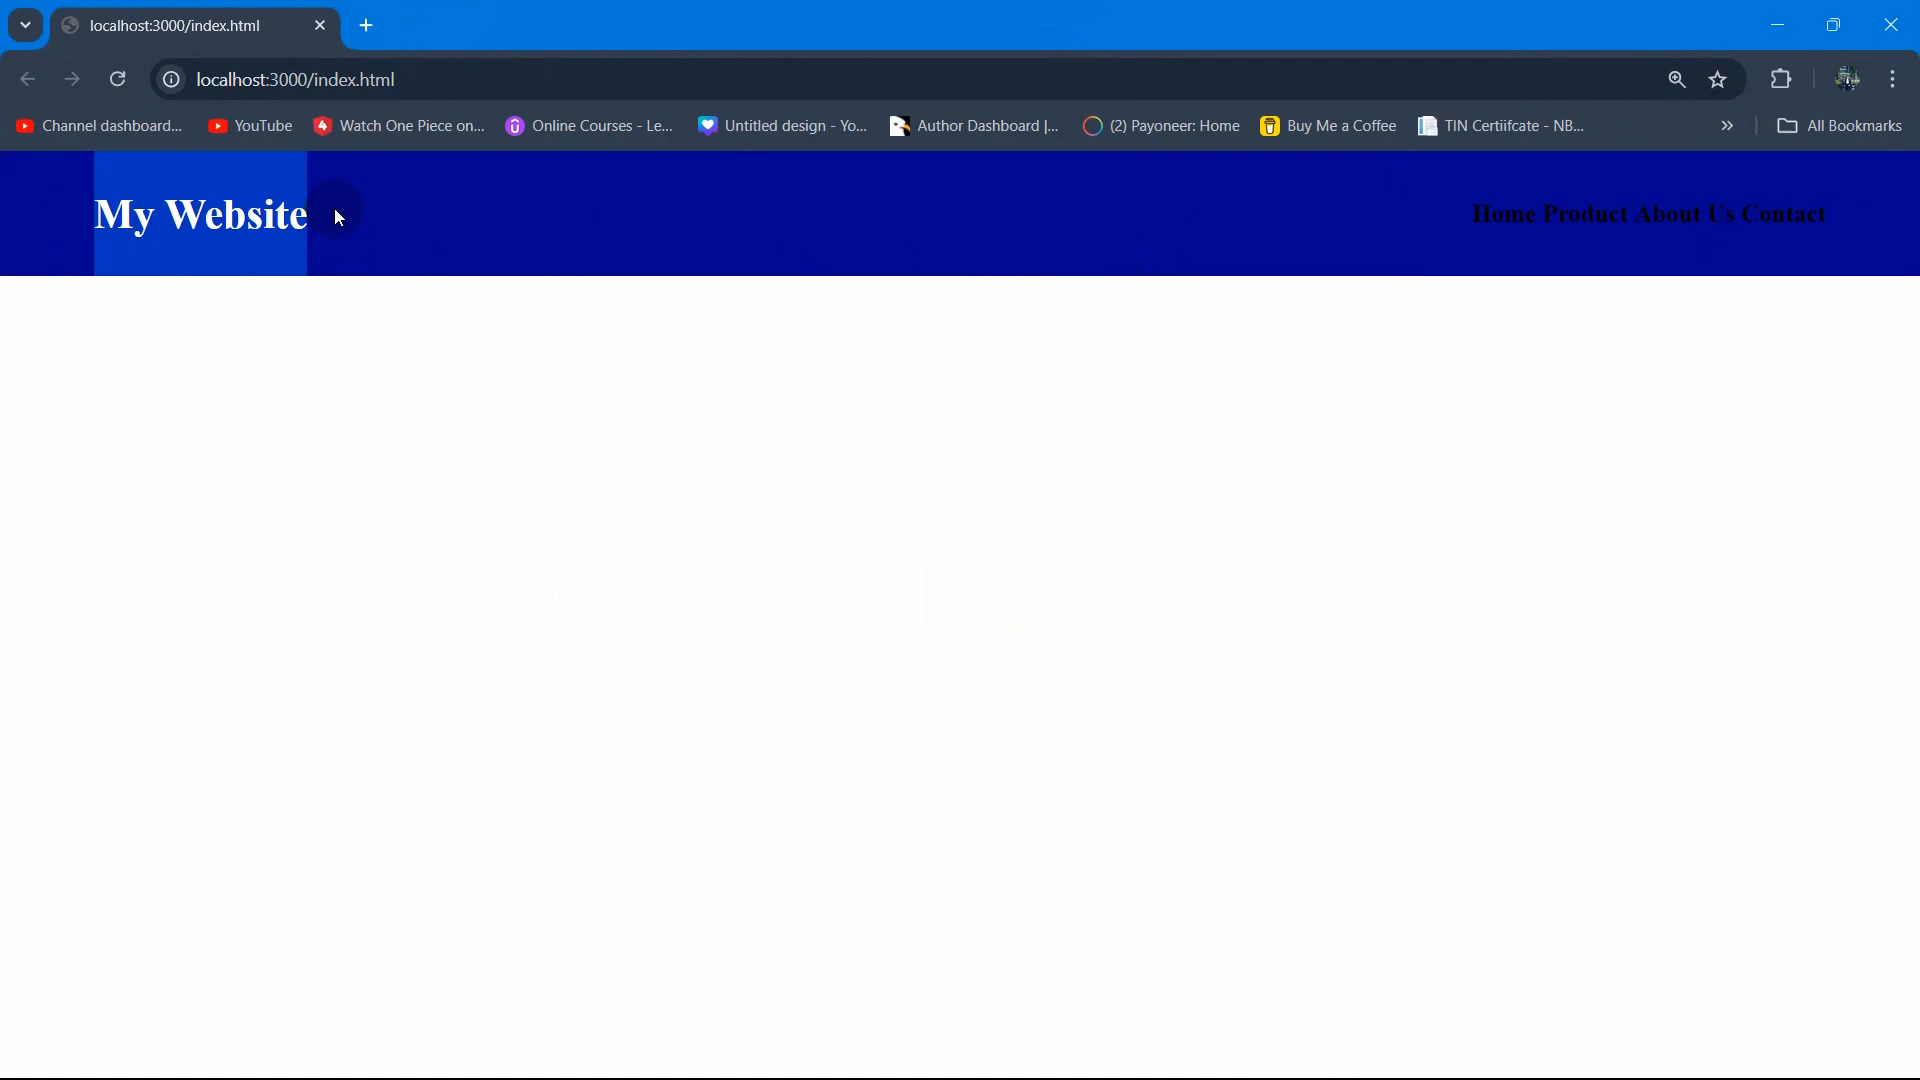 localhost:3000/index.html
localhost:3000/index.html
Channel dashboard... YouTube Watch One Piece on... Online Courses - Le... Untitled design - Yo... Author Dashboard |... (2) Payoneer: Home Buy Me a Coffee TIN Certiifcate - NB... All Bookmarks
My Website Home Product About Us Contact